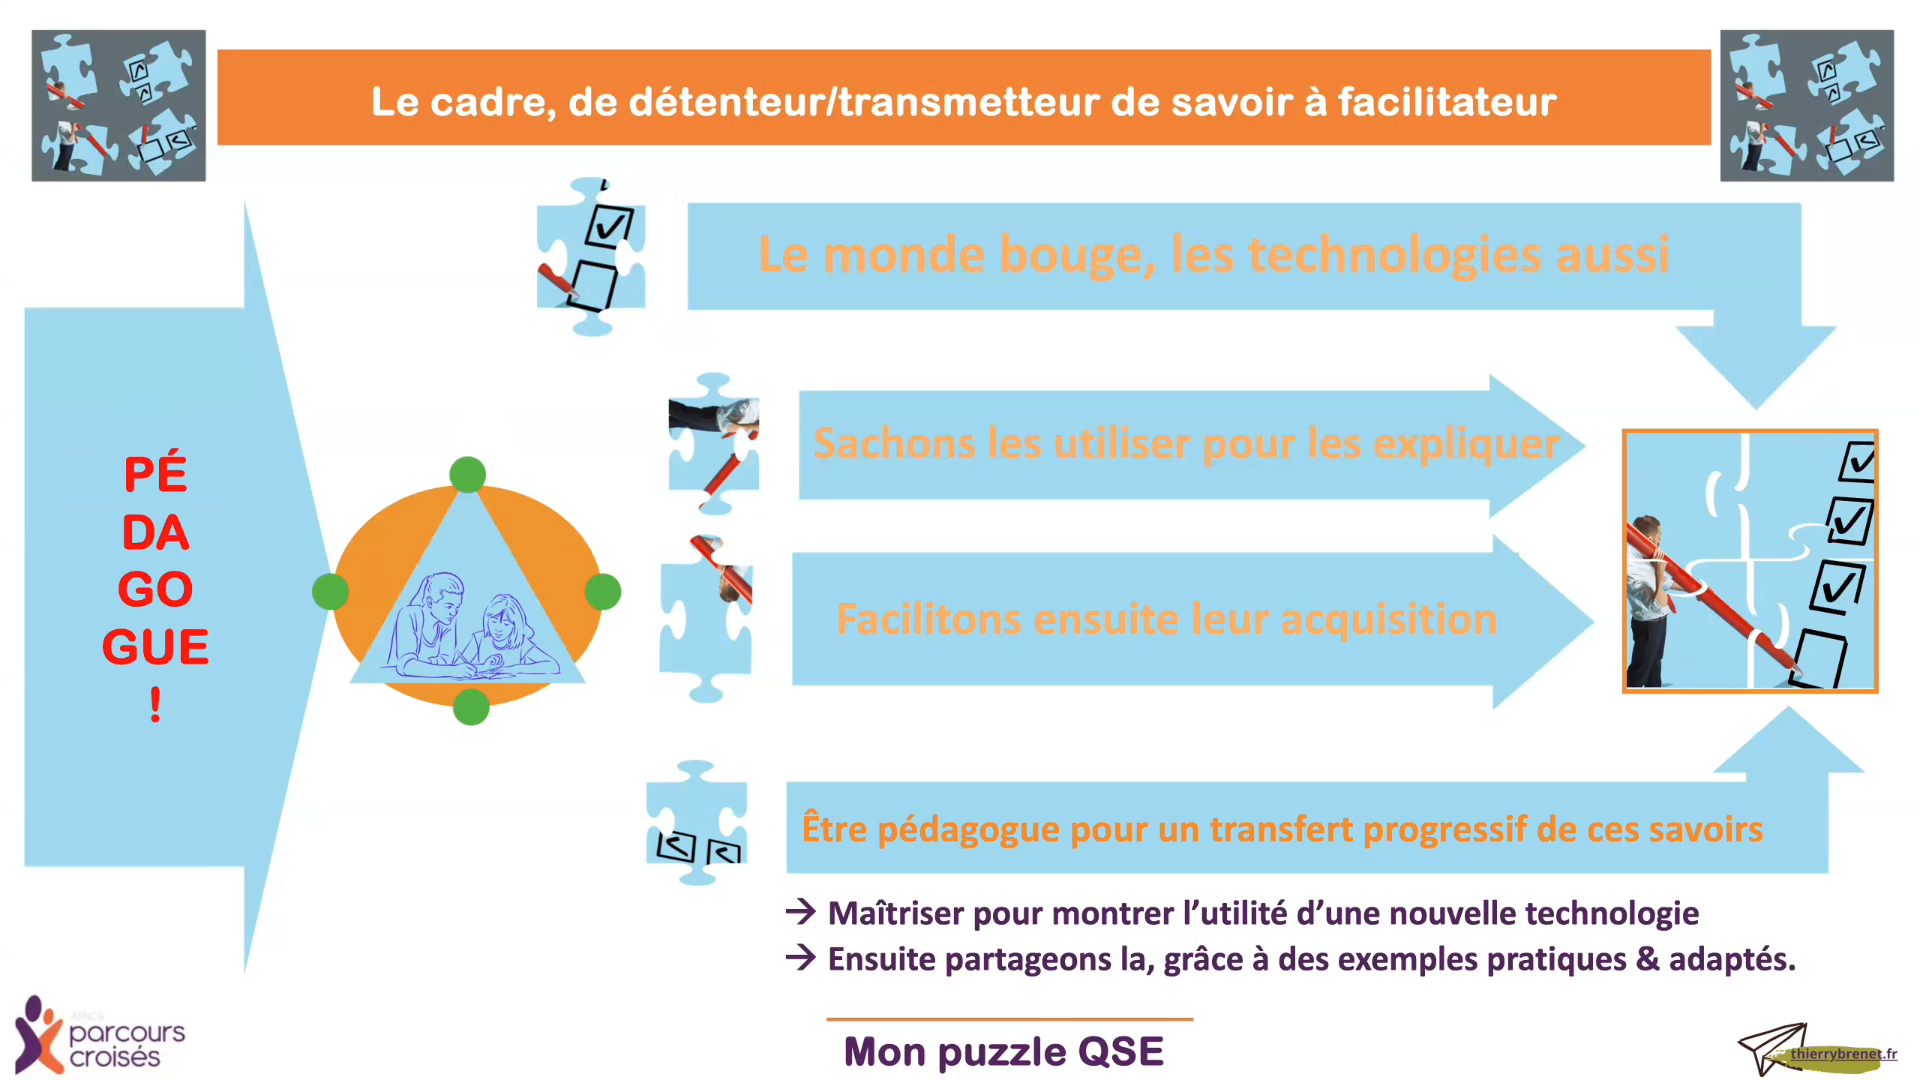 Le cadre, de détenteur/transmetteur de savoir à facilitateur
Le monde bouge, les technologies aussi
Sachons les utiliser pour les expliquer
Facilitons ensuite leur acquisition
PÉ
DA
GO
GUE
!
Être pédagogue pour un transfert progressif de ces savoirs
→ Maîtriser pour montrer l’utilité d’une nouvelle technologie
→ Ensuite partageons la, grâce à des exemples pratiques & adaptés.
AFNOR
parcours
croisés
Mon puzzle QSE
thierrybrenet.fr